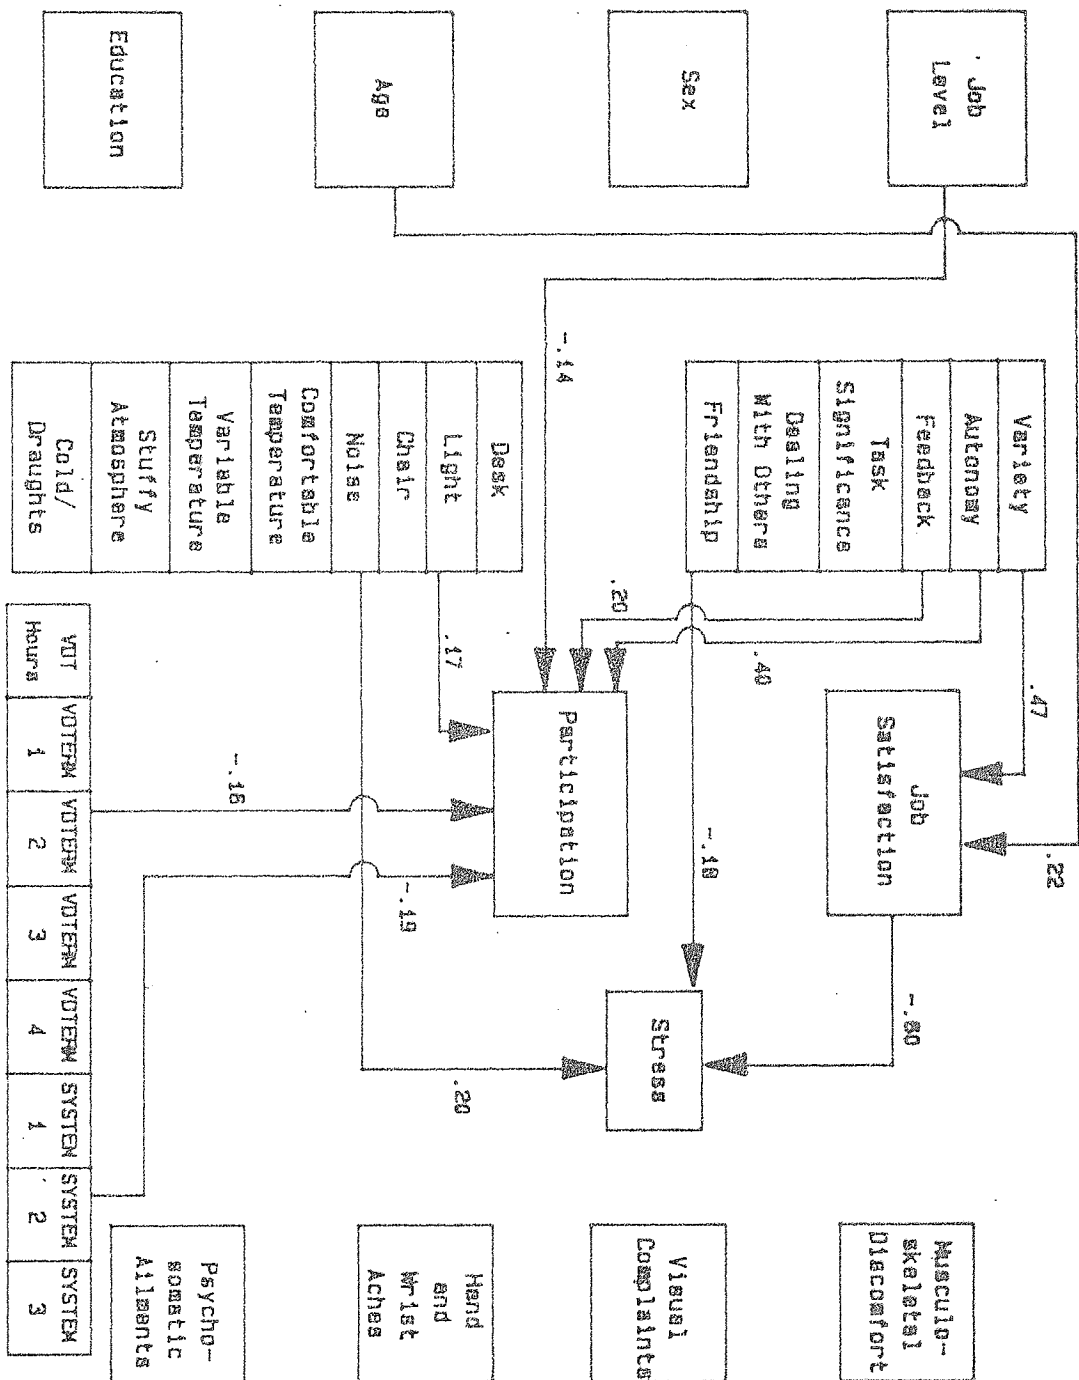 .22
Job
Level
Variety
Autonomy
Feedback
Task
Significance
Dealing
With Others
Friendship
.47
Job
Satisfaction
Musculo-
skeletal
Discomfort
.40
Sex
.20
Stress
Visual
Complaints
-.14
Participation
Desk
Light
Chair
Noise
Comfortable
Temperature
Variable
Temperature
Stuffy
Atmosphere
Cold/
Draughts
.17
-.19
.20
Age
Hand
and
Wrist
Aches
Psycho-
somatic
Ailments
Education
VDT
Hours
VDTERM
1
VDTERM
2
VDTERM
3
VDTERM
4
SYSTEM
1
SYSTEM
2
SYSTEM
3